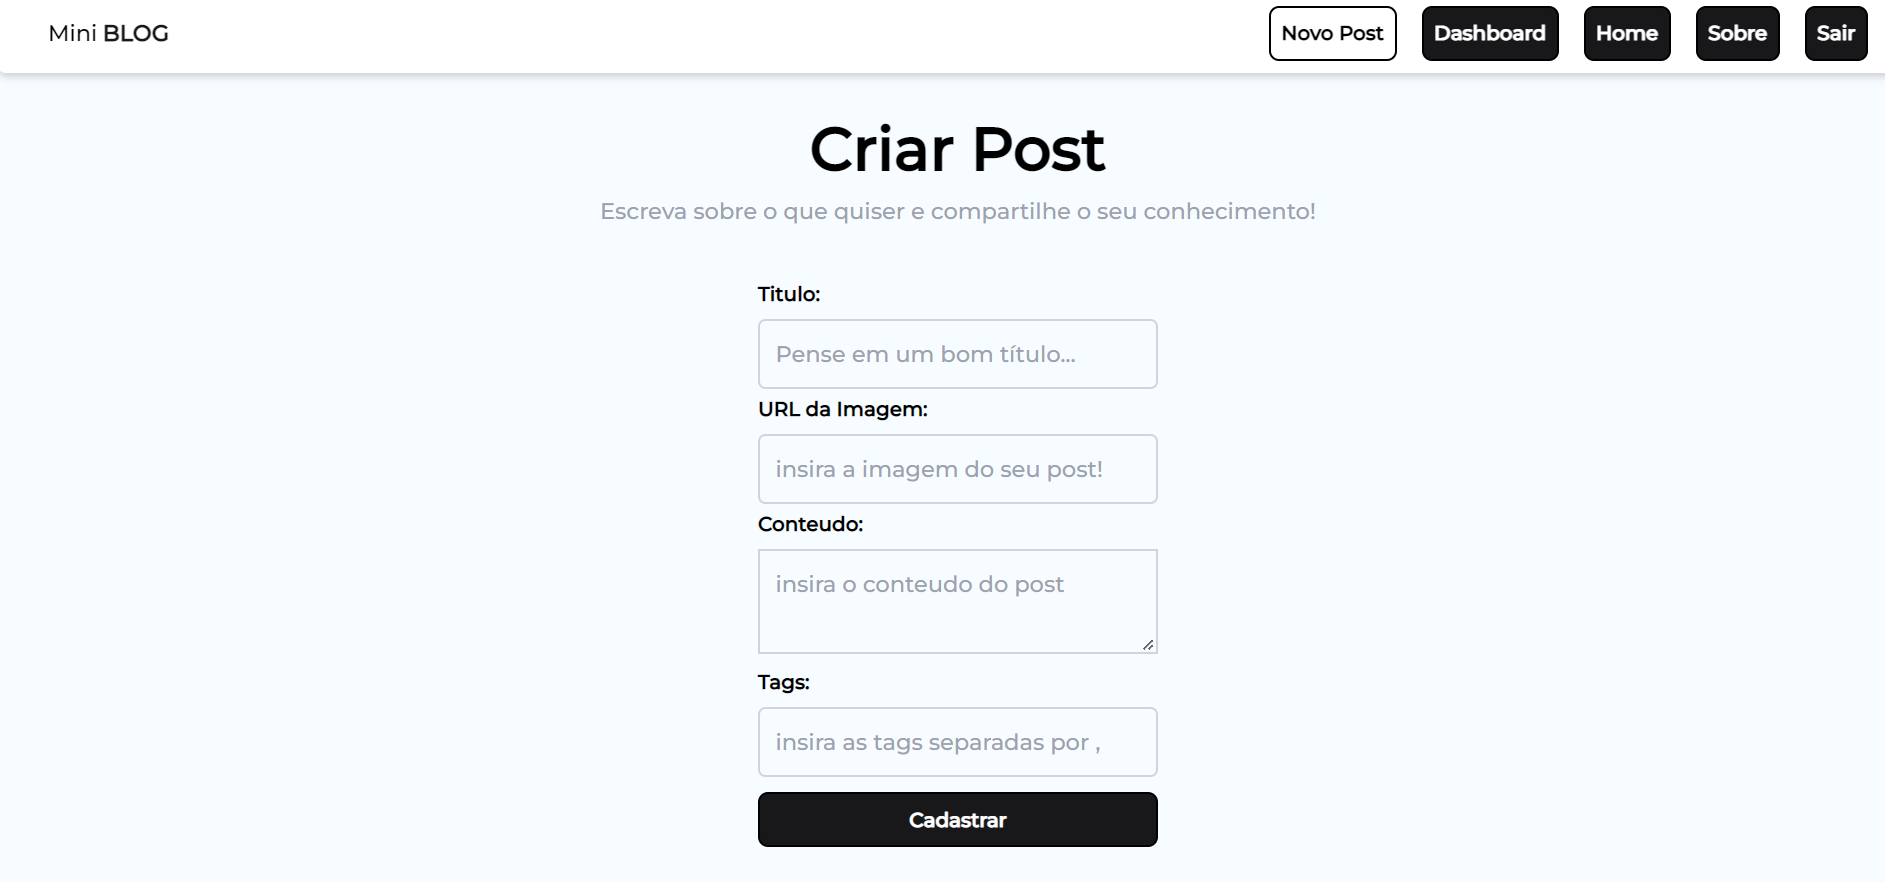 Mini BLOG
Novo Post
Dashboard
Home
Sobre
Sair
Criar Post
Escreva sobre o que quiser e compartilhe o seu conhecimento!
Titulo:
Pense em um bom título...
URL da Imagem:
insira a imagem do seu post!
Conteudo:
insira o conteudo do post
Tags:
insira as tags separadas por ,
Cadastrar